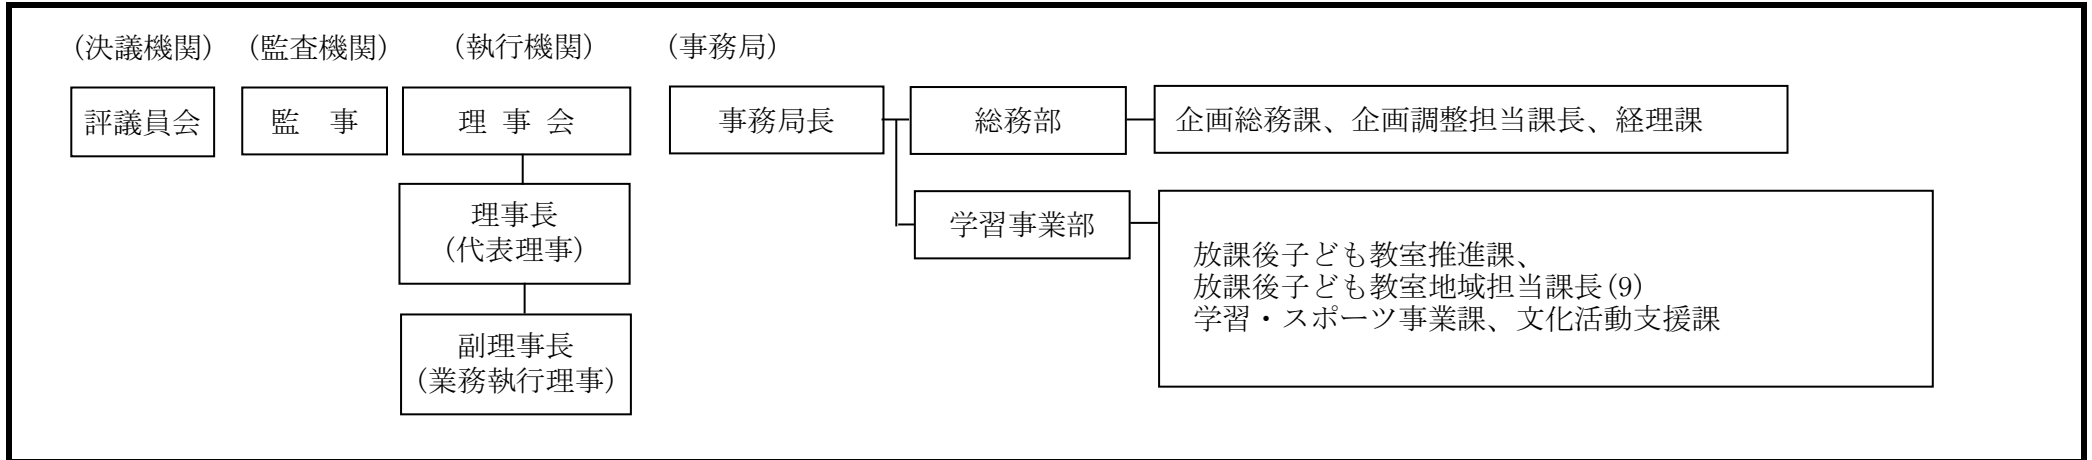 (決議機関) (監査機関) (執行機関) (事務局)
評議員会 監 事 理 事 会 事務局長 総務部 企画総務課、企画調整担当課長、経理課
理事長
(代表理事)
学習事業部
放課後子ども教室推進課、
放課後子ども教室地域担当課長(9)
学習・スポーツ事業課、文化活動支援課
副理事長
(業務執行理事)